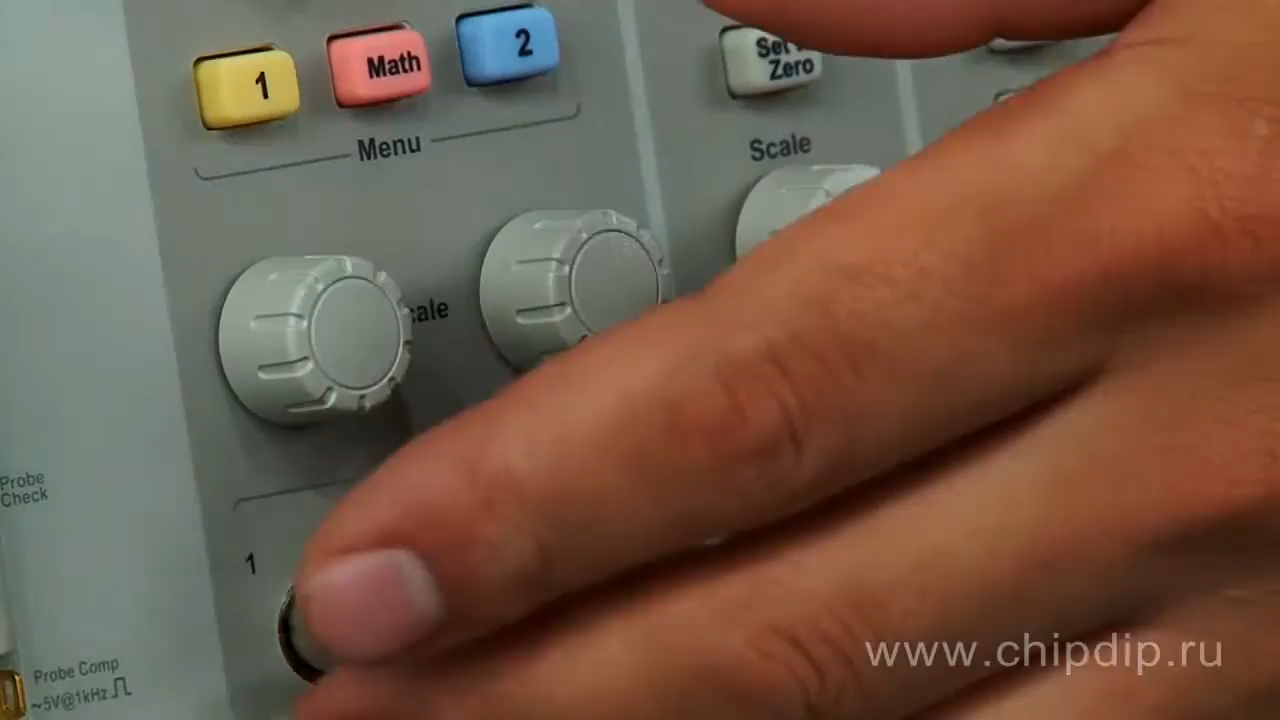 1
Math
2
Set
Zero
Menu
Scale
cale
Probe
Check
1
Probe Comp
~5V@1kHz
www.chipdip.ru